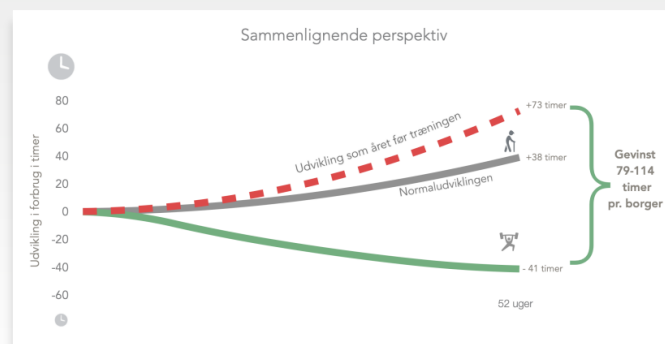 Sammenlignende perspektiv
Udvikling i forbrug i timer
80
60
40
20
0
-20
-40
-60
Udvikling som året før træningen
Normaludviklingen
+73 timer
+38 timer
- 41 timer
52 uger
Gevinst
79-114
timer
pr. borger